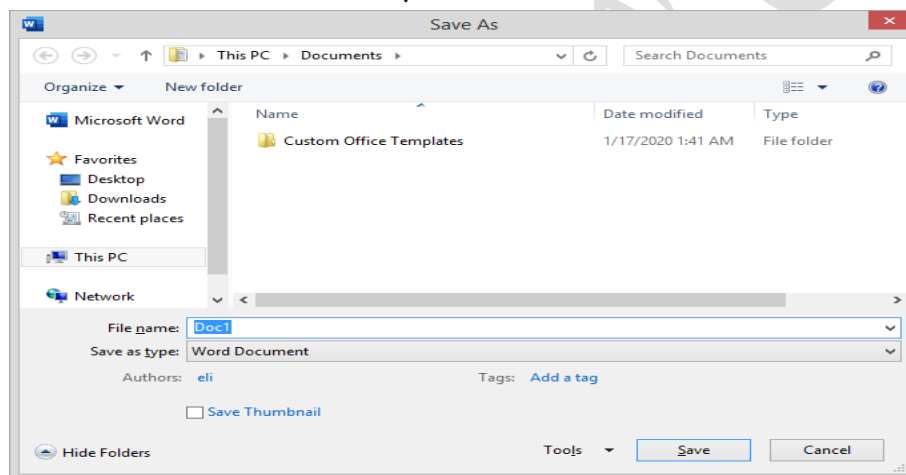 Save As
This PC Documents Search Documents
Organize New folder
Name Date modified Type
Microsoft Word
Custom Office Templates 1/17/2020 1:41 AM File folder
Favorites
Desktop
Downloads
Recent places
This PC
Network
File name: Doc1
Save as type: Word Document
Authors: eli Tags: Add a tag
Save Thumbnail
Hide Folders Tools Save Cancel